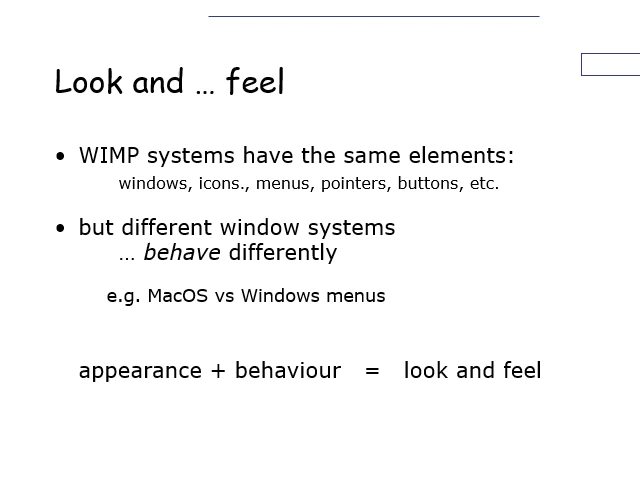 Look and … feel
• WIMP systems have the same elements:
windows, icons., menus, pointers, buttons, etc.
• but different window systems
… behave differently
e.g. MacOS vs Windows menus
appearance + behaviour = look and feel